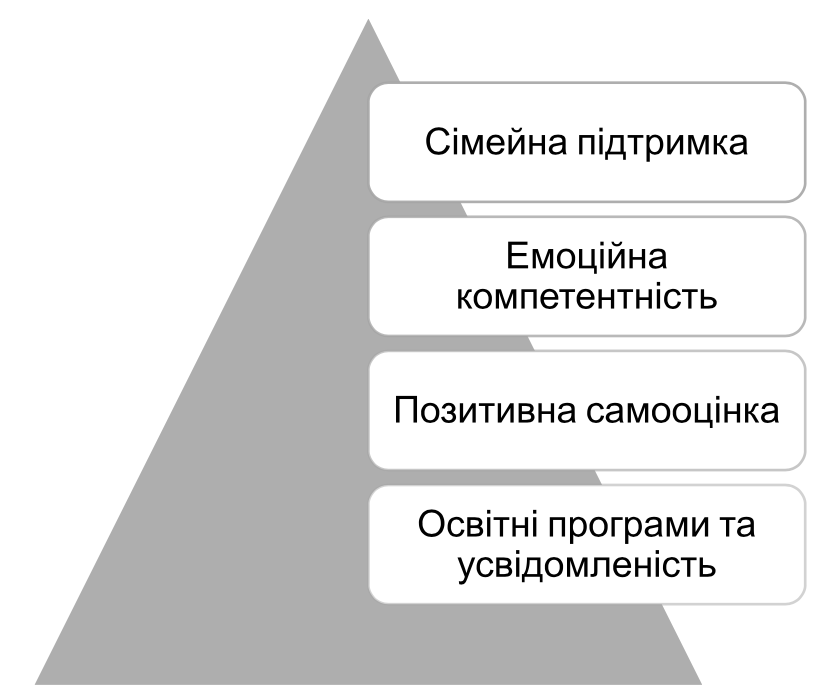 Сімейна підтримка
Емоційна
компетентність
Позитивна самооцінка
Освітні програми та
усвідомленість